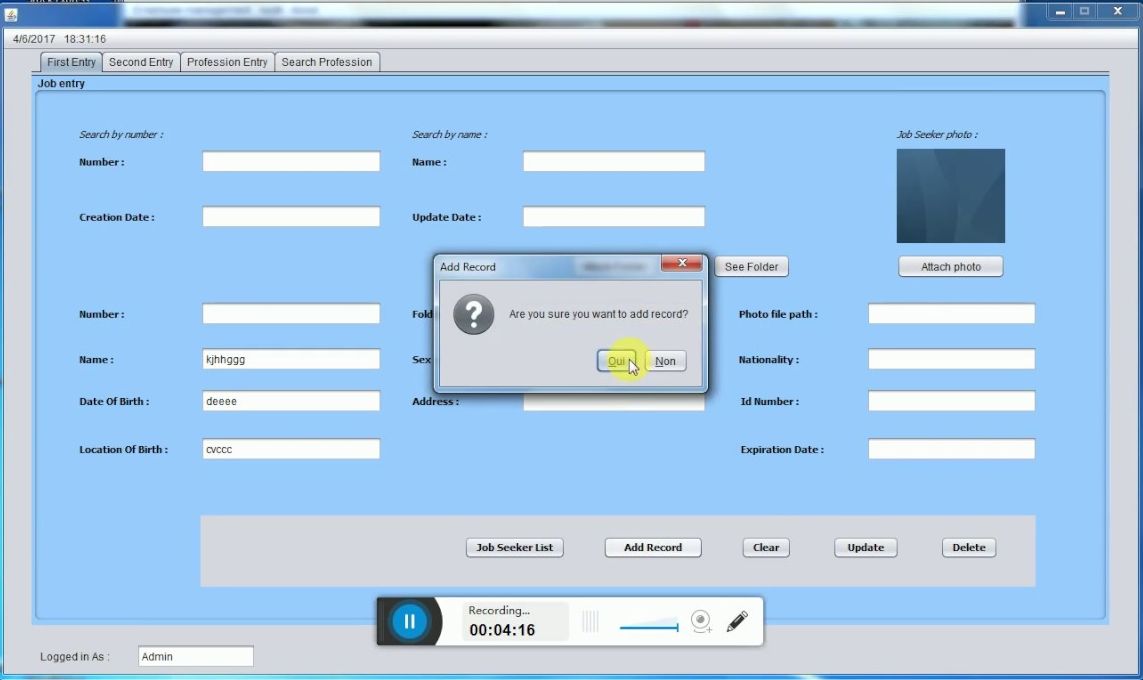 4/6/2017 18:31:16
First Entry Second Entry Profession Entry Search Profession
Job entry
Search by number : Search by name : Job Seeker photo :
Number : Name :
Creation Date : Update Date :
Add Record See Folder Attach photo
Are you sure you want to add record?
Number : Fold Photo file path :
Oui Non
Name : kjhhggg Sex Nationality :
Date Of Birth : deeee Address : Id Number :
Location Of Birth : cvccc Expiration Date :
Job Seeker List Add Record Clear Update Delete
Recording...
00:04:16
Logged in As : Admin